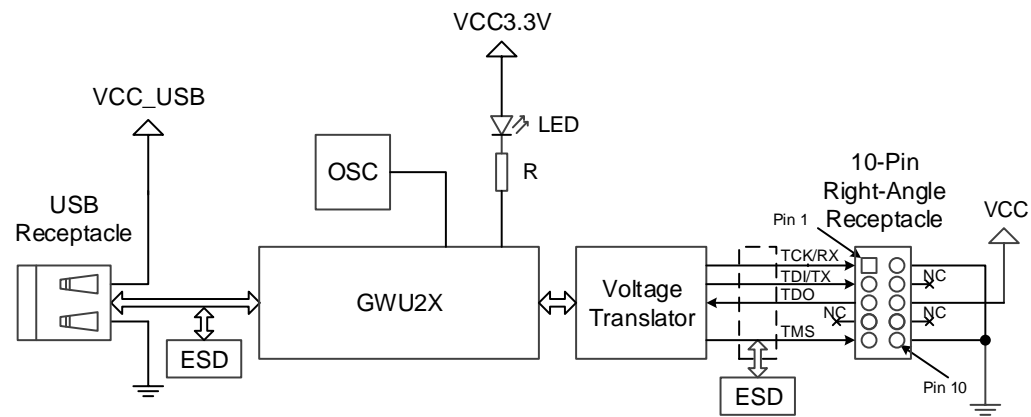 VCC3.3V
VCC_USB
LED
OSC
R
10-Pin
Right-Angle
Receptacle
USB
Receptacle
Pin 1
VCC
TCK/RX
TDI/TX
NC
GWU2X
Voltage
Translator
TDO
NC
NC
TMS
ESD
ESD
Pin 10